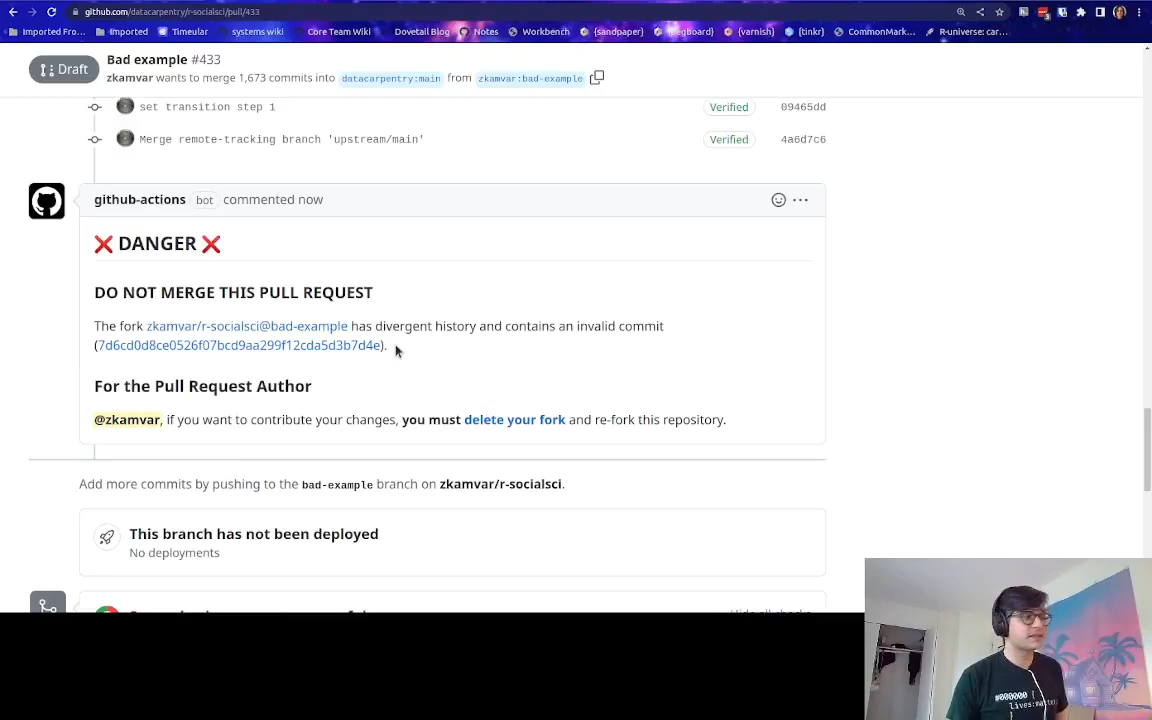 github.com/datacarpentry/r-socialsci/pull/433
Imported Fro... Imported Timeular systems wiki Core Team Wiki Dovetail Blog Notes Workbench {sandpaper} {pegboard} {varnish} {tinkr} CommonMark... R-universe: car...
Draft
Bad example #433
zkamvar wants to merge 1,673 commits into datacarpentry:main from zkamvar:bad-example
set transition step 1 Verified 09465dd
Merge remote-tracking branch 'upstream/main' Verified 4a6d7c6
github-actions bot commented now
❌ DANGER ❌
DO NOT MERGE THIS PULL REQUEST
The fork zkamvar/r-socialsci@bad-example has divergent history and contains an invalid commit
(7d6cd0d8ce0526f07bcd9aa299f12cda5d3b7d4e).
For the Pull Request Author
@zkamvar, if you want to contribute your changes, you must delete your fork and re-fork this repository.
Add more commits by pushing to the bad-example branch on zkamvar/r-socialsci.
This branch has not been deployed
No deployments
#000000 {
lives:matter;
}